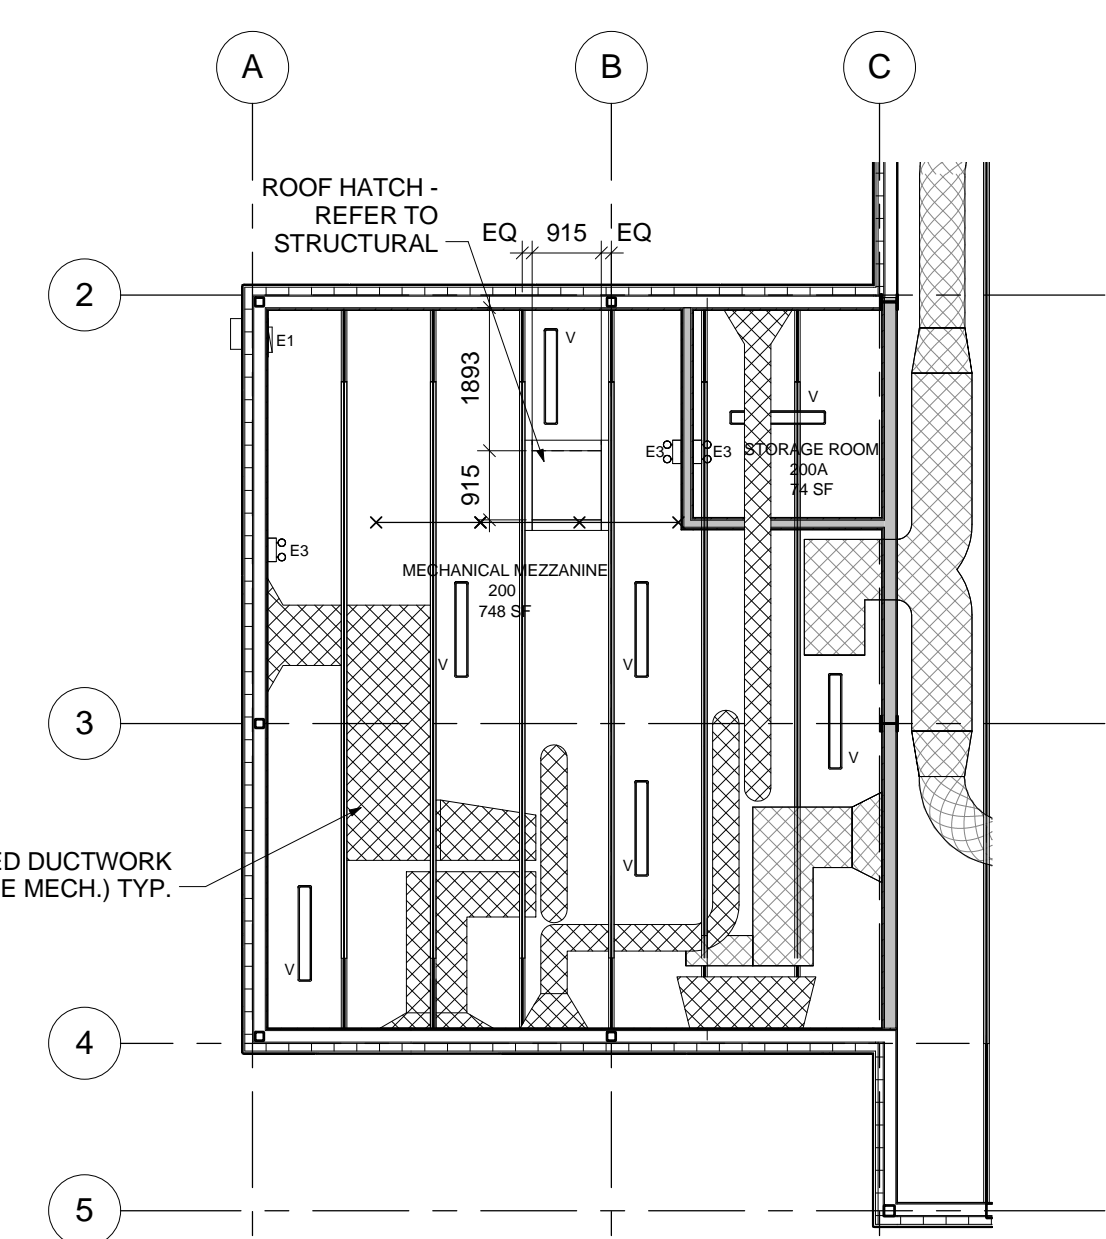 A
B
C
ROOF HATCH -
REFER TO
STRUCTURAL
EQ 915 EQ
2
E1
V
1893
V
E3
E3
STORAGE ROOM
200A
74 SF
915
E3
MECHANICAL MEZZANINE
200
748 SF
V
V
3
V
ED DUCTWORK
E MECH.) TYP.
V
V
4
5